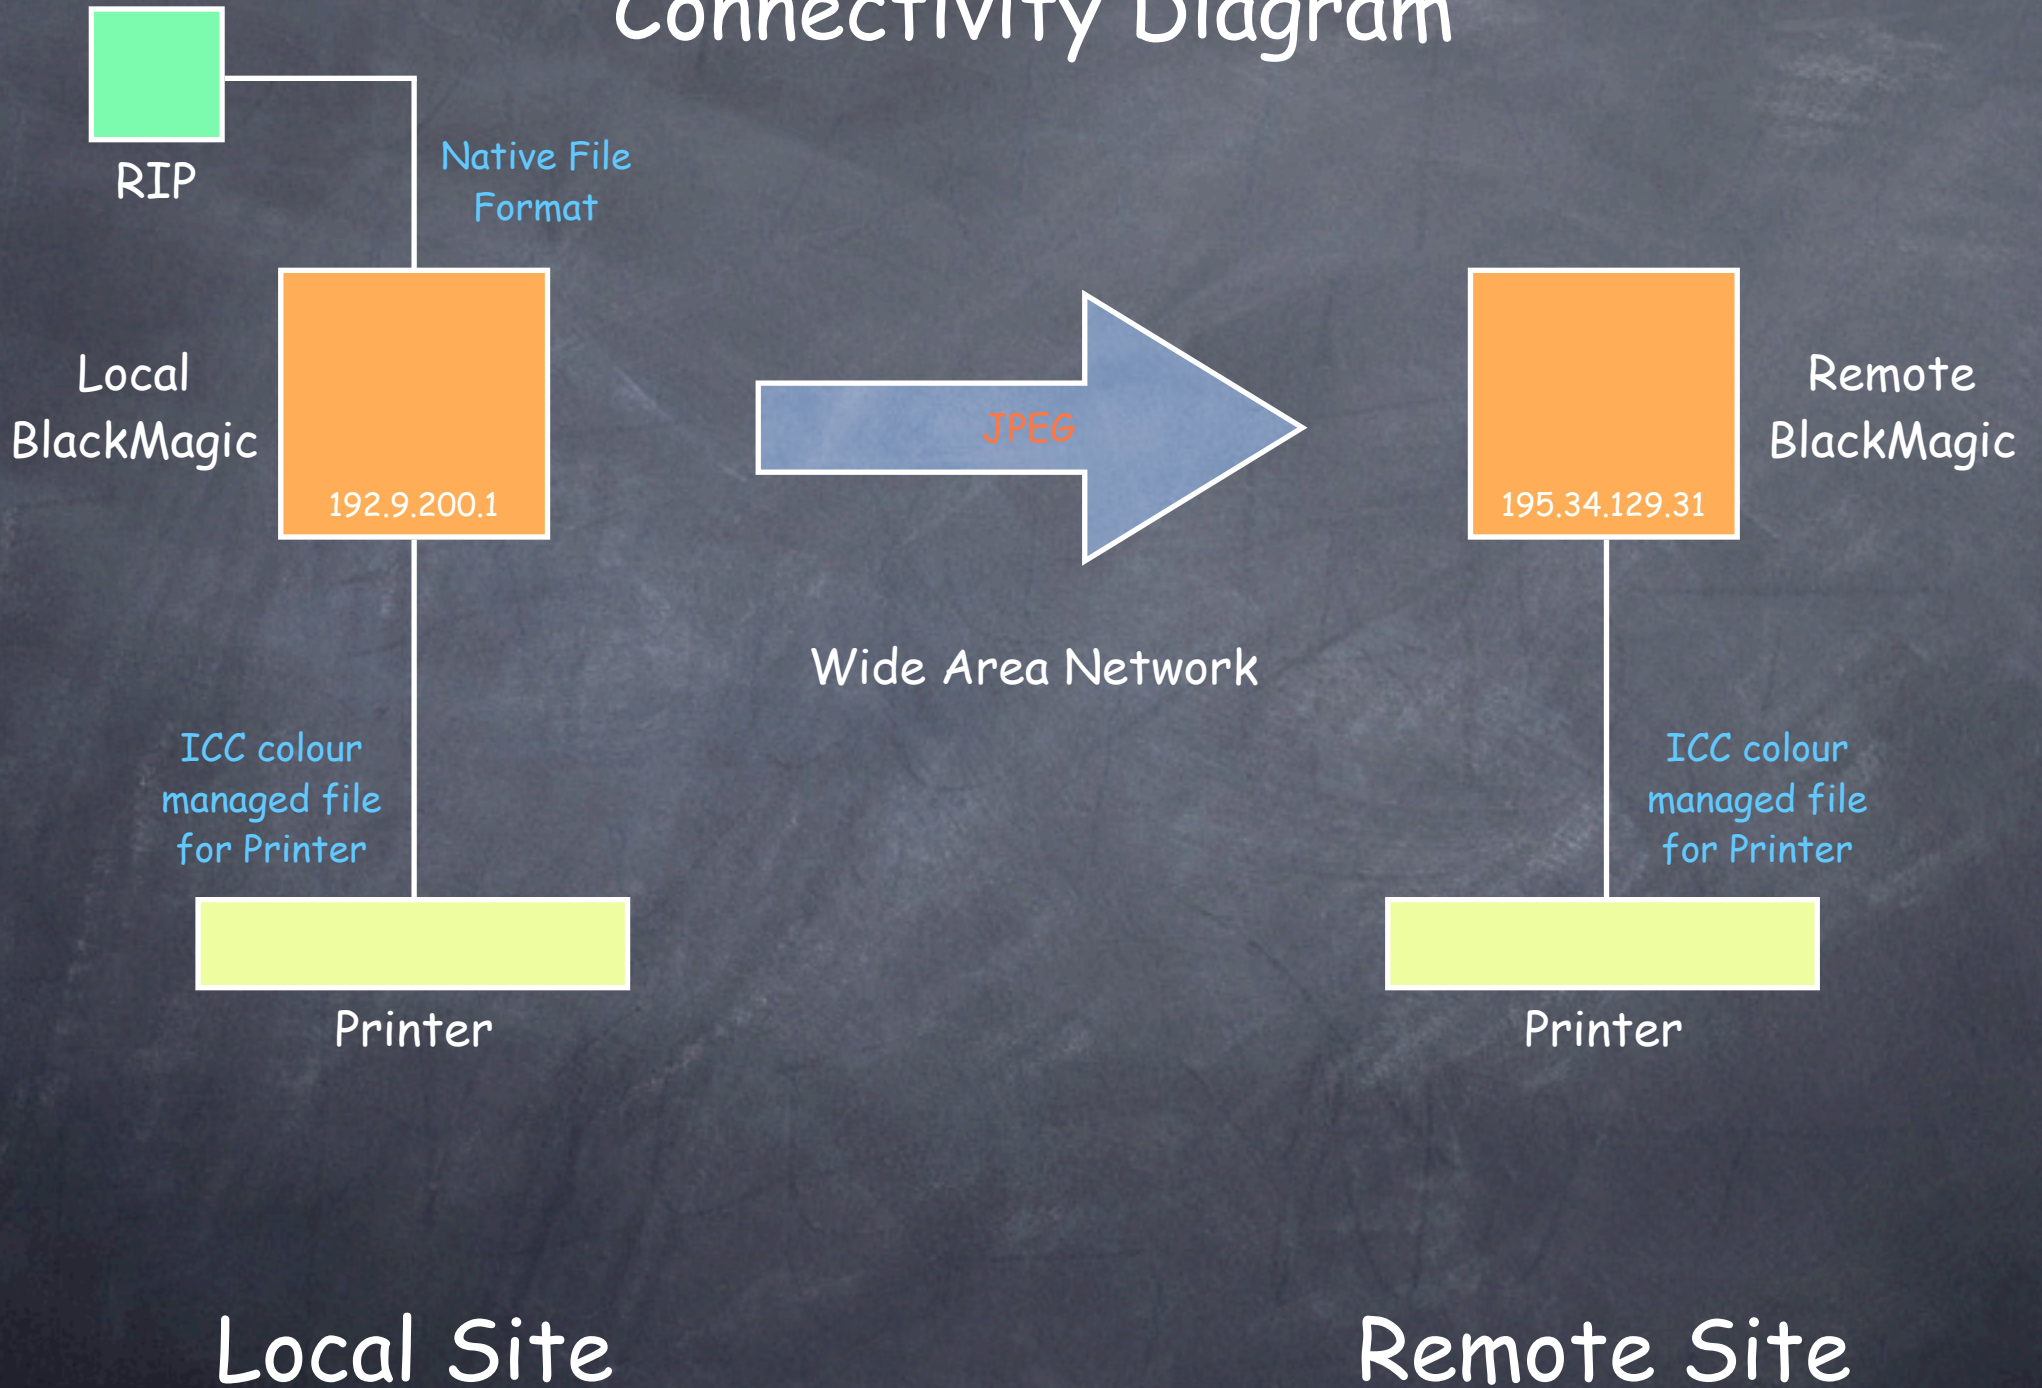 Connectivity Diagram
RIP
Native File
Format
Local
BlackMagic
192.9.200.1
JPEG
195.34.129.31
Remote
BlackMagic
Wide Area Network
ICC colour
managed file
for Printer
ICC colour
managed file
for Printer
Printer
Printer
Local Site
Remote Site